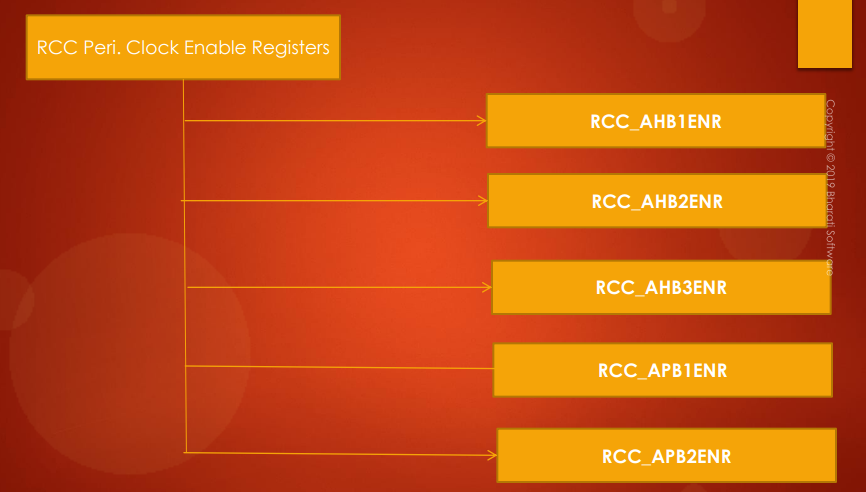 RCC Peri. Clock Enable Registers
RCC_AHB1ENR
RCC_AHB2ENR
RCC_AHB3ENR
RCC_APB1ENR
RCC_APB2ENR
Copyright © 2019 Bharati Software